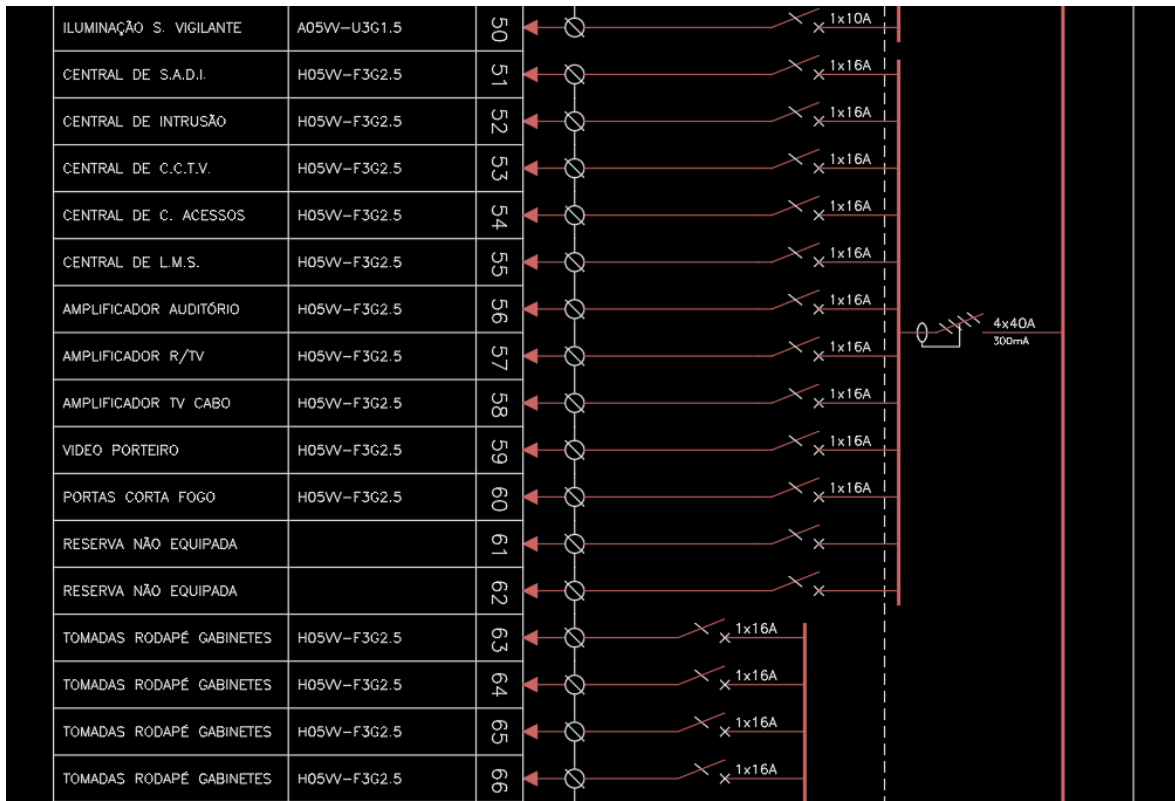 ILUMINAÇÃO S. VIGILANTE A05VV-U3G1.5 50 1x10A
CENTRAL DE S.A.D.I. H05VV-F3G2.5 51 1x16A
CENTRAL DE INTRUSÃO H05VV-F3G2.5 52 1x16A
CENTRAL DE C.C.T.V. H05VV-F3G2.5 53 1x16A
CENTRAL DE C. ACESSOS H05VV-F3G2.5 54 1x16A
CENTRAL DE L.M.S. H05VV-F3G2.5 55 1x16A
AMPLIFICADOR AUDITÓRIO H05VV-F3G2.5 56 1x16A
4x40A
300mA
AMPLIFICADOR R/TV H05VV-F3G2.5 57 1x16A
AMPLIFICADOR TV CABO H05VV-F3G2.5 58 1x16A
VIDEO PORTEIRO H05VV-F3G2.5 59 1x16A
PORTAS CORTA FOGO H05VV-F3G2.5 60 1x16A
RESERVA NÃO EQUIPADA 61
RESERVA NÃO EQUIPADA 62
TOMADAS RODAPÉ GABINETES H05VV-F3G2.5 63 1x16A
TOMADAS RODAPÉ GABINETES H05VV-F3G2.5 64 1x16A
TOMADAS RODAPÉ GABINETES H05VV-F3G2.5 65 1x16A
TOMADAS RODAPÉ GABINETES H05VV-F3G2.5 66 1x16A